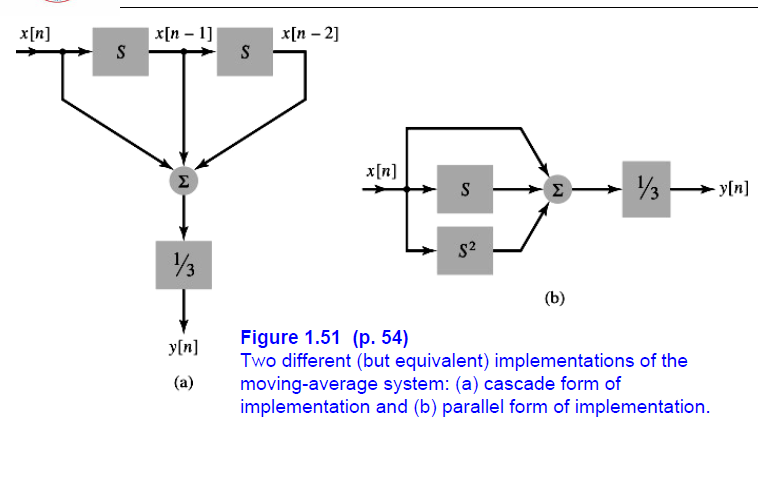 x[n]
S
x[n – 1]
S
x[n – 2]
Σ
1/3
y[n]
(a)
x[n]
S
S²
Σ
1/3
y[n]
(b)
Figure 1.51 (p. 54)
Two different (but equivalent) implementations of the
moving-average system: (a) cascade form of
implementation and (b) parallel form of implementation.